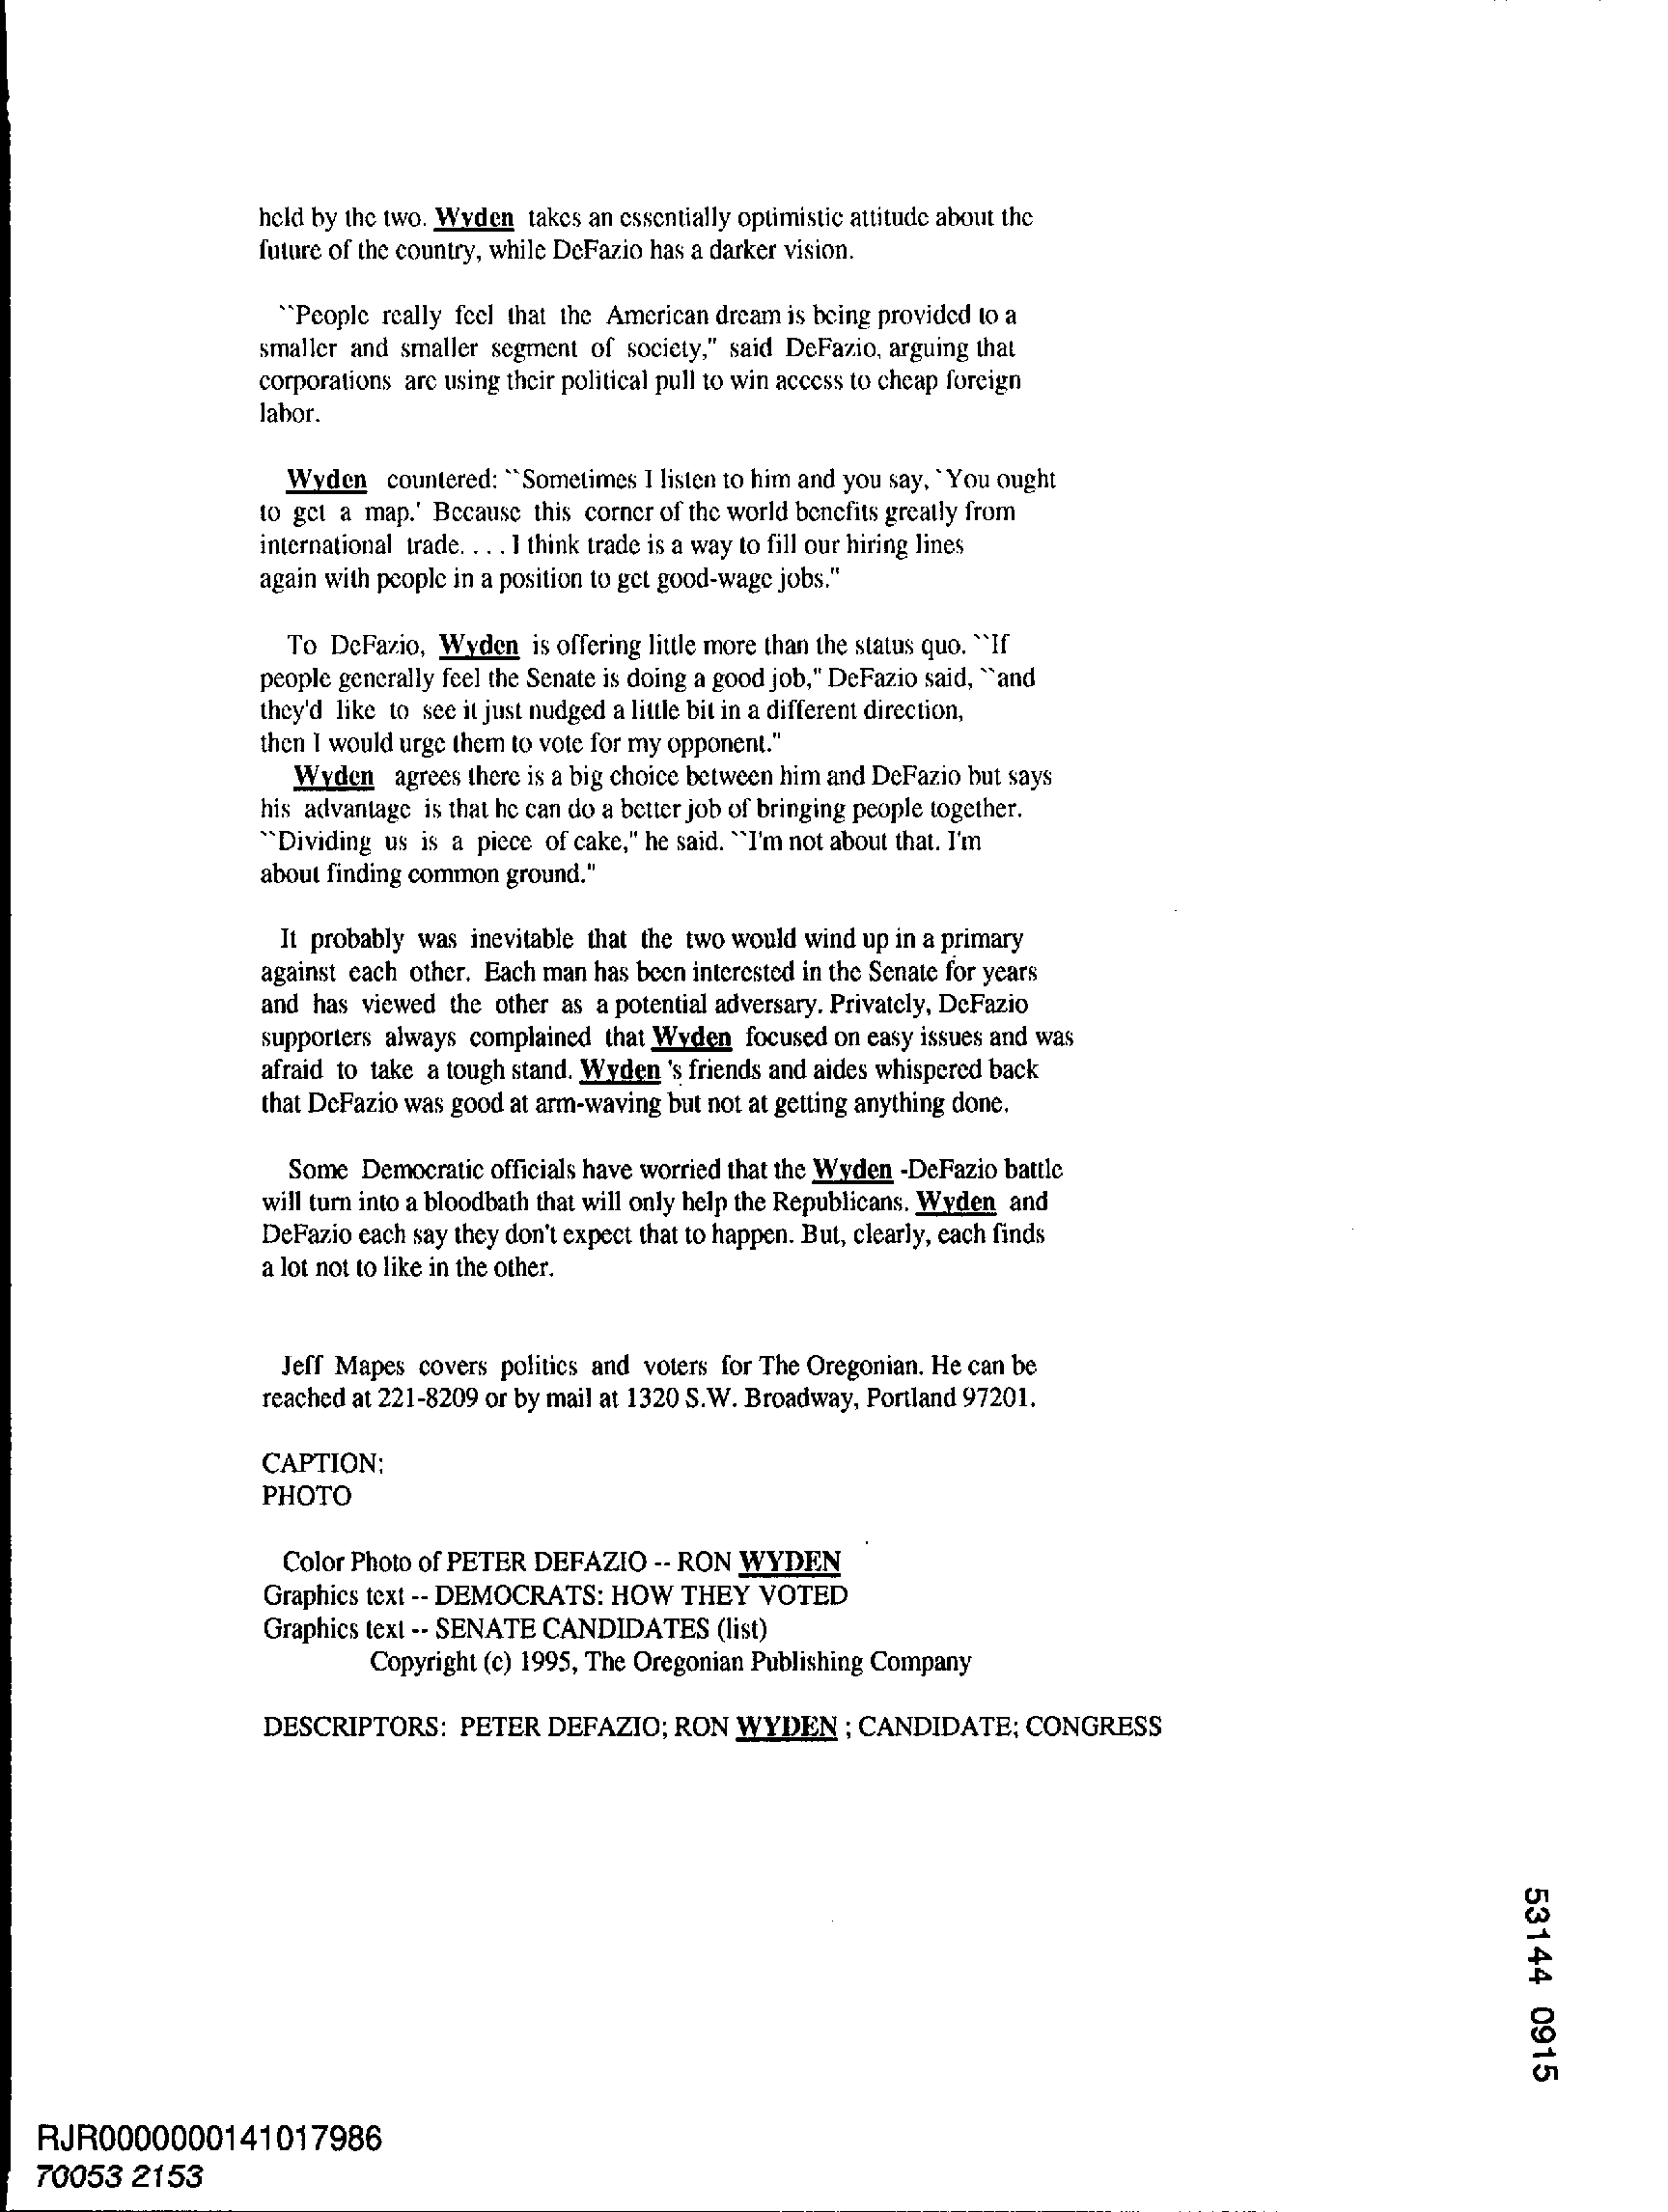 held by the two. Wyden takes an essentially optimistic attitude about the
future of the country, while DeFazio has a darker vision.
``People really feel that the American dream is being provided to a
smaller and smaller segment of society," said DeFazio, arguing that
corporations are using their political pull to win access to cheap foreign
labor.
Wyden countered: ``Sometimes I listen to him and you say, `You ought
to get a map.' Because this corner of the world benefits greatly from
international trade. . . . I think trade is a way to fill our hiring lines
again with people in a position to get good-wage jobs."
To DeFazio, Wyden is offering little more than the status quo. ``If
people generally feel the Senate is doing a good job," DeFazio said, ``and
they'd like to see it just nudged a little bit in a different direction,
then I would urge them to vote for my opponent."
Wyden agrees there is a big choice between him and DeFazio but says
his advantage is that he can do a better job of bringing people together.
``Dividing us is a piece of cake," he said. ``I'm not about that. I'm
about finding common ground."
It probably was inevitable that the two would wind up in a primary
against each other. Each man has been interested in the Senate for years
and has viewed the other as a potential adversary. Privately, DeFazio
supporters always complained that Wyden focused on easy issues and was
afraid to take a tough stand. Wyden 's friends and aides whispered back
that DeFazio was good at arm-waving but not at getting anything done.
Some Democratic officials have worried that the Wyden -DeFazio battle
will turn into a bloodbath that will only help the Republicans. Wyden and
DeFazio each say they don't expect that to happen. But, clearly, each finds
a lot not to like in the other.
Jeff Mapes covers politics and voters for The Oregonian. He can be
reached at 221-8209 or by mail at 1320 S.W. Broadway, Portland 97201.
CAPTION:
PHOTO
Color Photo of PETER DEFAZIO -- RON WYDEN
Graphics text -- DEMOCRATS: HOW THEY VOTED
Graphics text -- SENATE CANDIDATES (list)
Copyright (c) 1995, The Oregonian Publishing Company
DESCRIPTORS: PETER DEFAZIO; RON WYDEN ; CANDIDATE; CONGRESS
53144 0915
RJR0000000141017986
70053 2153